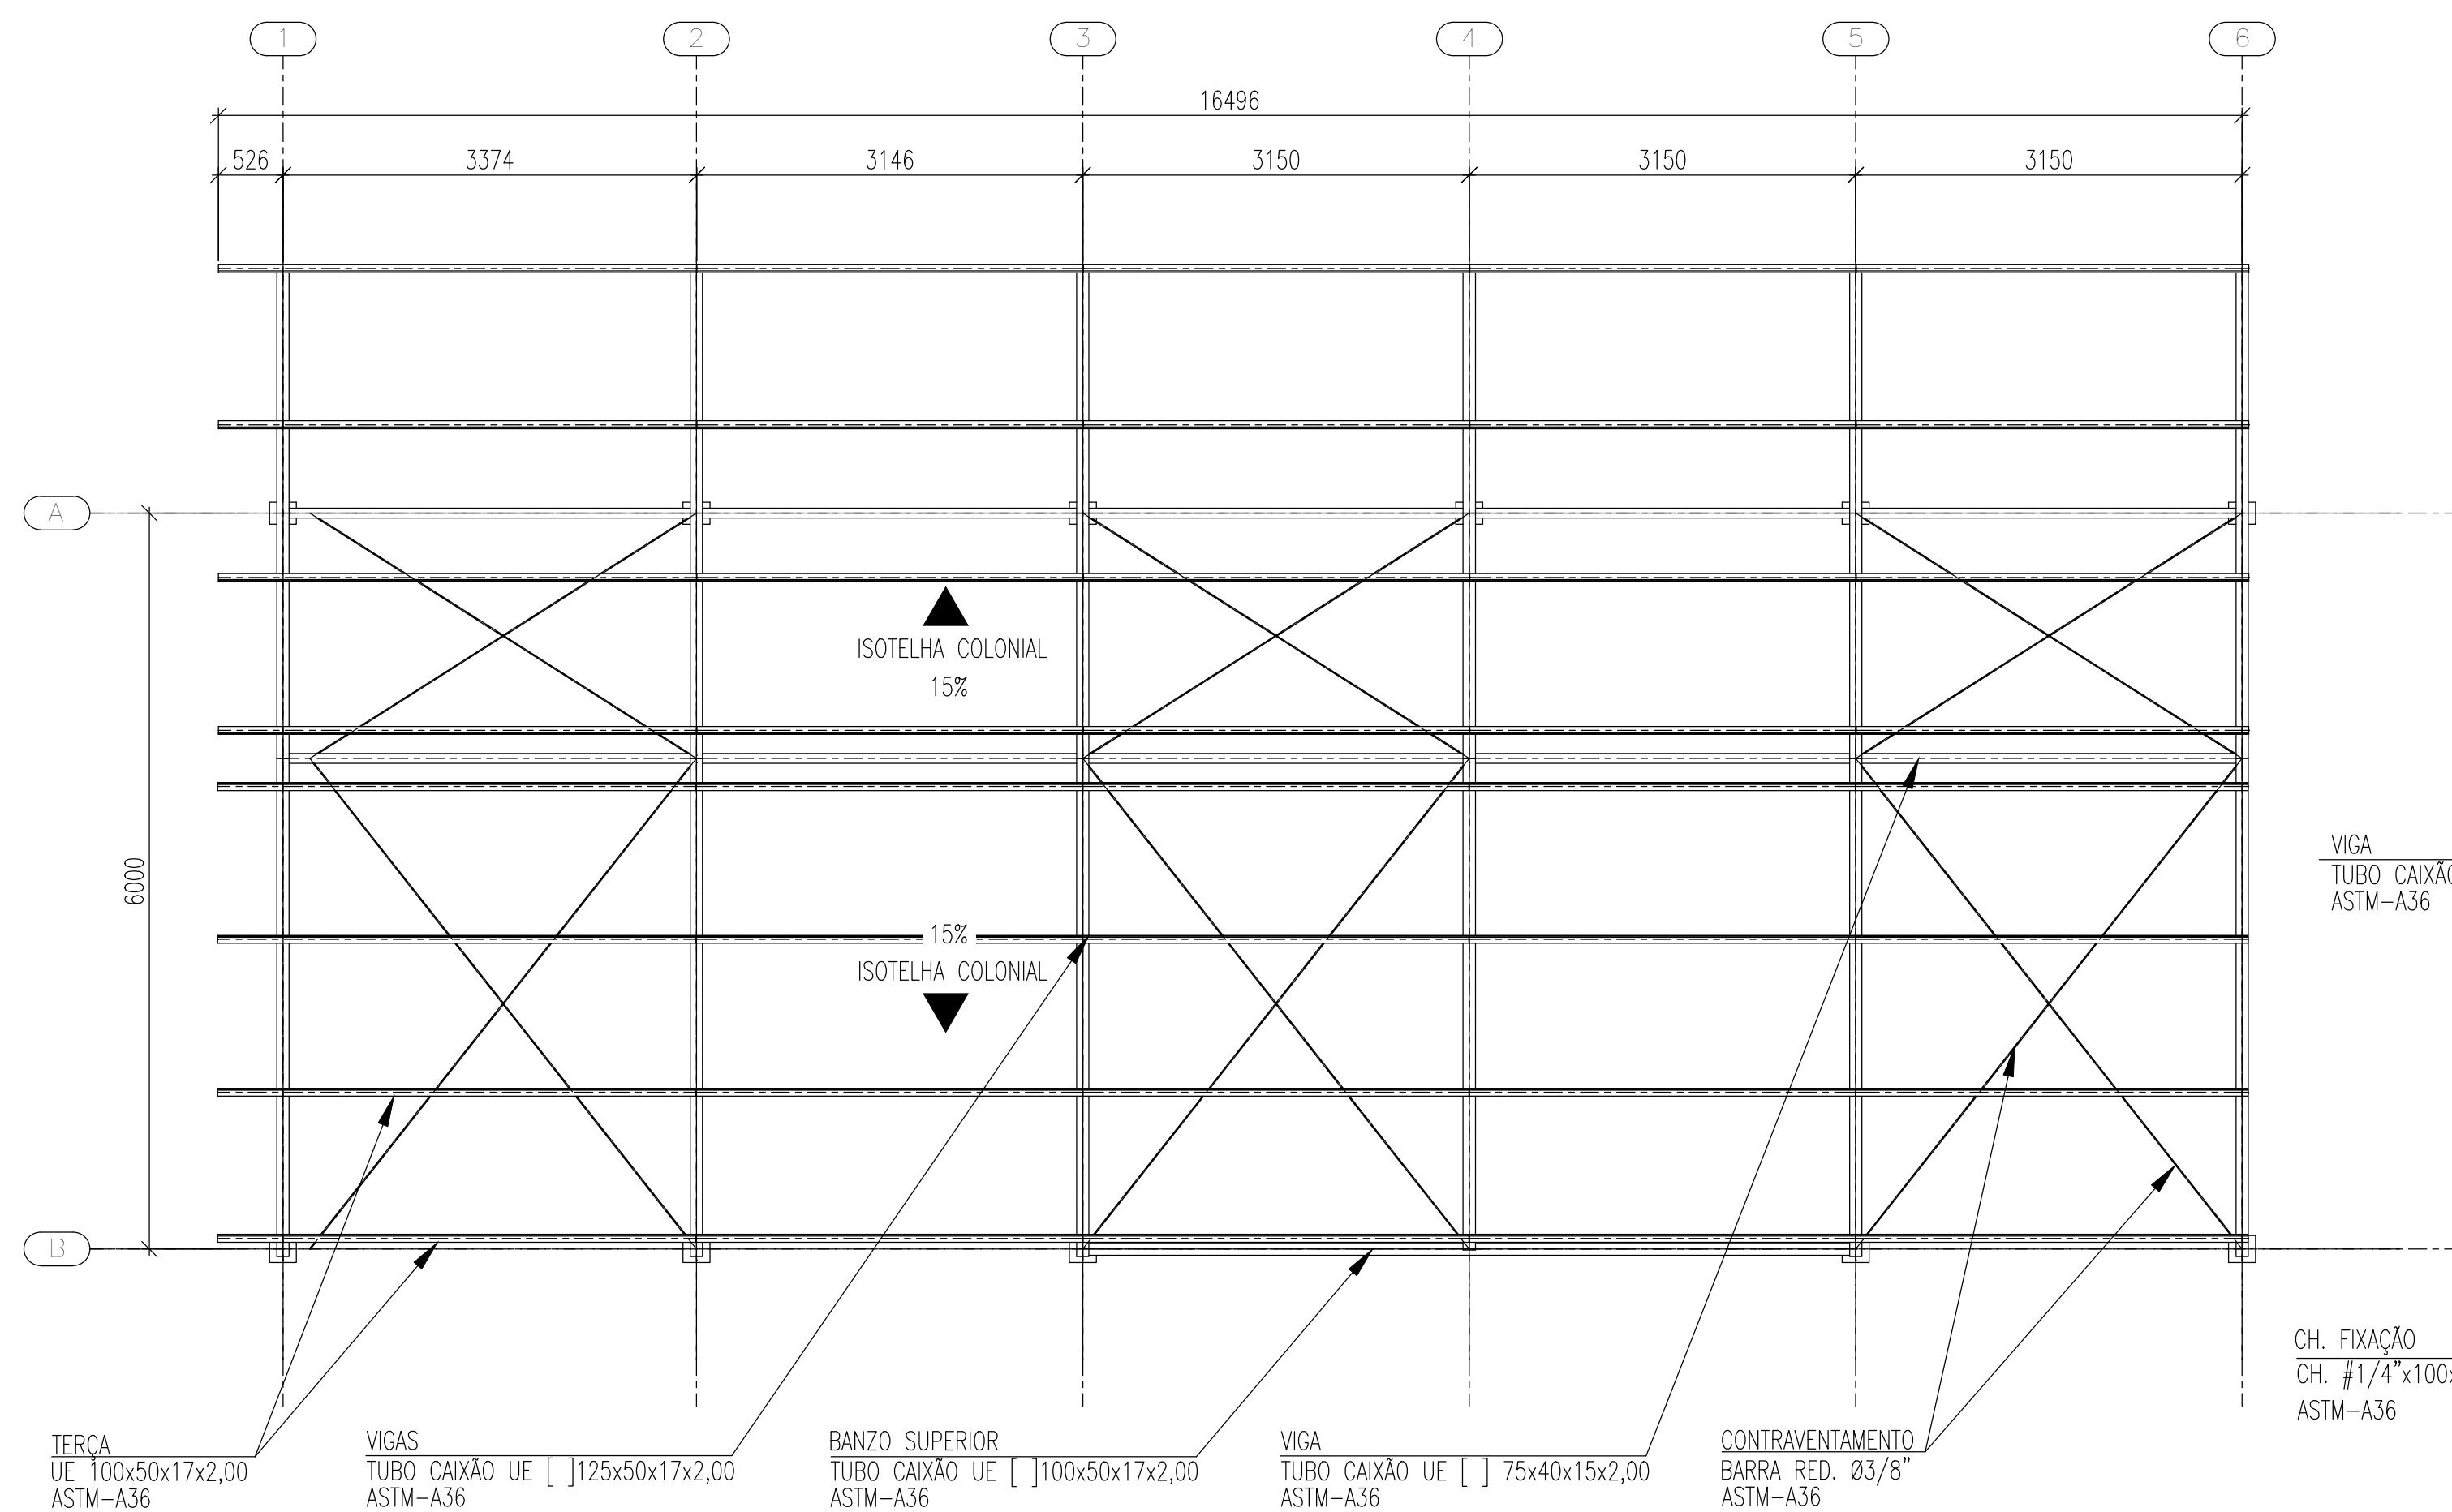 1 2 3 4 5 6
16496
526 3374 3146 3150 3150 3150
A
ISOTELHA COLONIAL
15%
6000
VIGA
TUBO CAIXÃO
ASTM-A36
15%
ISOTELHA COLONIAL
B
CH. FIXAÇÃO
CH. #1/4"x100x
ASTM-A36
TERÇA
UE 100x50x17x2,00
ASTM-A36
VIGAS
TUBO CAIXÃO UE [ ]125x50x17x2,00
ASTM-A36
BANZO SUPERIOR
TUBO CAIXÃO UE [ ]100x50x17x2,00
ASTM-A36
VIGA
TUBO CAIXÃO UE [ ] 75x40x15x2,00
ASTM-A36
CONTRAVENTAMENTO
BARRA RED. Ø3/8"
ASTM-A36